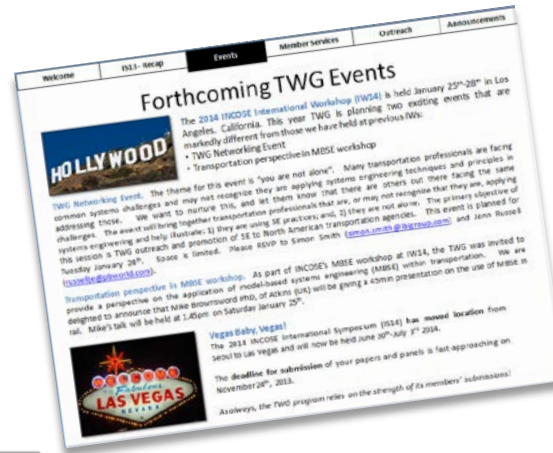 Welcome
IS13 - Recap
Events
Member Services
Outreach
Announcements
Forthcoming TWG Events
HOLLYWOOD
The 2014 INCOSE International Workshop (IW14) is held January 25th-28th in Los
Angeles, California. This year TWG is planning two exiting events that are
markedly different from those we have held at previous IWs:
• TWG Networking Event
• Transportation perspective in MBSE workshop
TWG Networking Event. The theme for this event is "you are not alone". Many transportation professionals are facing
common systems challenges and may not recognise they are applying systems engineering techniques and principles in
addressing those. We want to nurture this, and let them know that there are others out there facing the same
challenges. The event will bring together transportation professionals that are, or may not recognise that they are, applying
systems engineering and help illustrate: 1) they are using SE practices; and, 2) they are not alone. The primary objective of
this session is TWG outreach and promotion of SE to North American transportation agencies. This event is planned for
Tuesday January 28th. Space is limited. Please RSVP to Simon Smith (simon.smith@ibigroup.com) and Jenn Russell
(russellje@pbworld.com).
Transportation perspective in MBSE workshop. As part of INCOSE's MBSE workshop at IW14, the TWG was invited to
provide a perspective on the application of model-based systems engineering (MBSE) within transportation. We are
delighted to announce that Mike Brownsword PhD, of Atkins (UK) will be giving a 45min presentation on the use of MBSE in
rail. Mike's talk will be held at 1.45pm on Saturday January 25th.
Vegas Baby, Vegas!
The 2014 INCOSE International Symposium (IS14) has moved location from
Seoul to Las Vegas and will now be held June 30th-July 3rd 2014.
WELCOME
to Fabulous
LAS VEGAS
NEVADA
The deadline for submission of your papers and panels is fast approaching on
November 24th, 2013.
As always, the TWG program relies on the strength of its members' submissions!